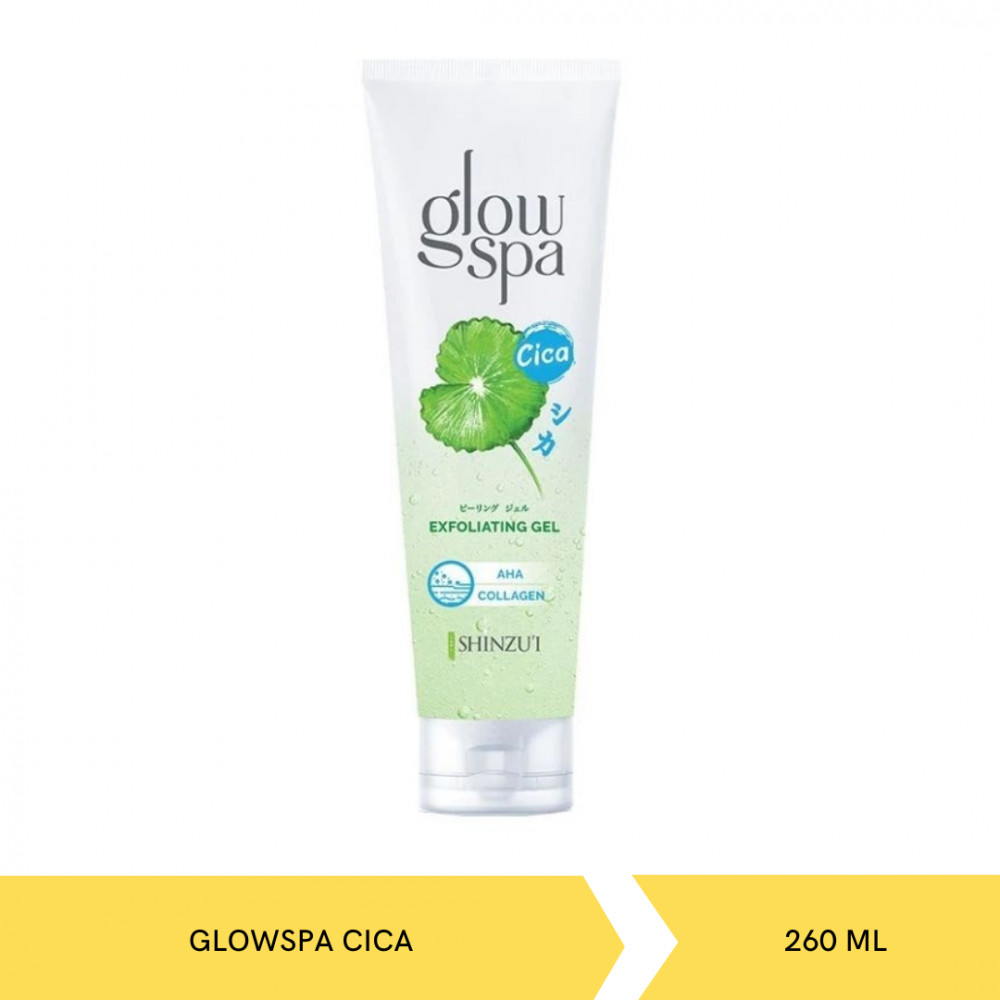 glow
spa
Cica
シカ
ピーリング ジェル
EXFOLIATING GEL
AHA
COLLAGEN
SHINZU'I
GLOWSPA CICA
260 ML